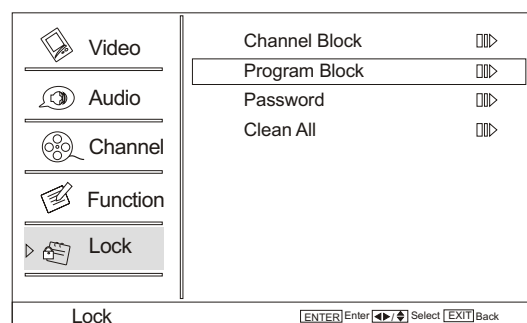 Video
Audio
Channel
Function
Lock
Channel Block
Program Block
Password
Clean All
Lock
ENTER Enter ◀▶/▲▼ Select EXIT Back